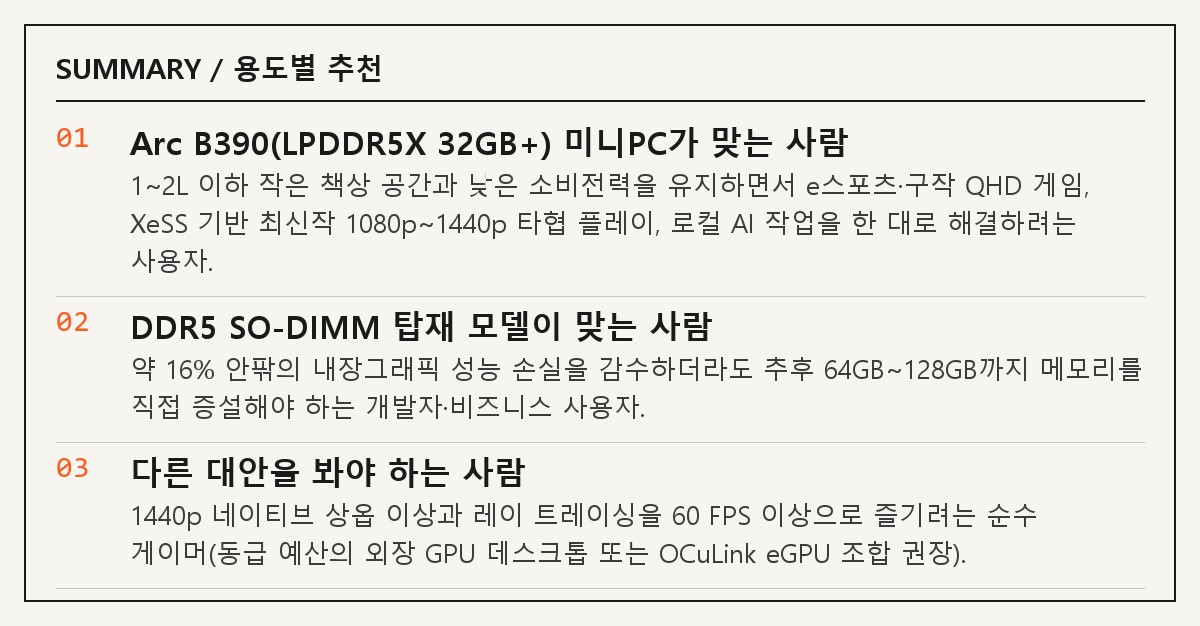 SUMMARY / 용도별 추천
01
Arc B390(LPDDR5X 32GB+) 미니PC가 맞는 사람
1~2L 이하 작은 책상 공간과 낮은 소비전력을 유지하면서 e스포츠·구작 QHD 게임,
XeSS 기반 최신작 1080p~1440p 타협 플레이, 로컬 AI 작업을 한 대로 해결하려는
사용자.
02
DDR5 SO-DIMM 탑재 모델이 맞는 사람
약 16% 안팎의 내장그래픽 성능 손실을 감수하더라도 추후 64GB~128GB까지 메모리를
직접 증설해야 하는 개발자·비즈니스 사용자.
03
다른 대안을 봐야 하는 사람
1440p 네이티브 상옵 이상과 레이 트레이싱을 60 FPS 이상으로 즐기려는 순수
게이머(동급 예산의 외장 GPU 데스크톱 또는 OCuLink eGPU 조합 권장).